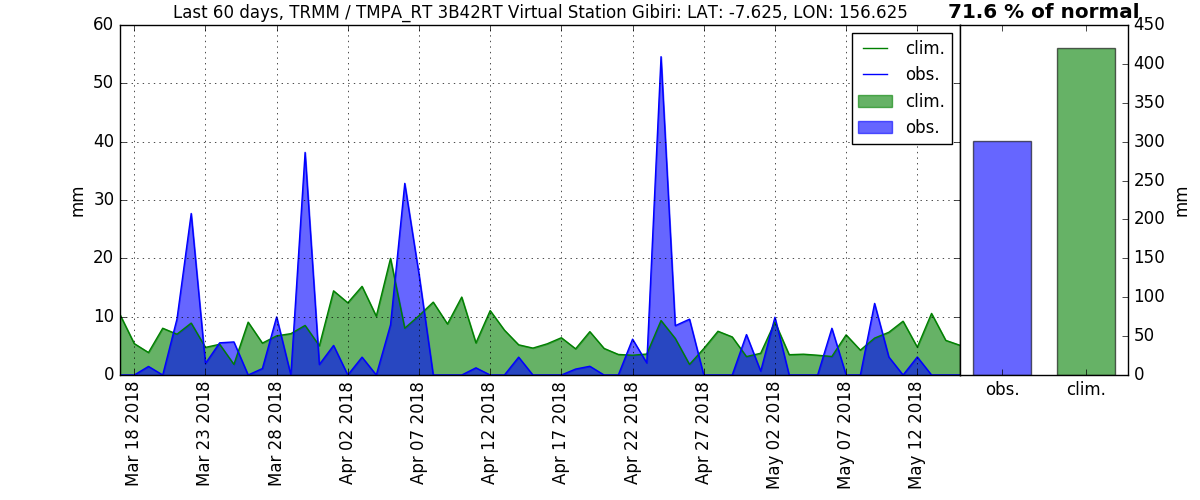 Last 60 days, TRMM / TMPA_RT 3B42RT Virtual Station Gibiri: LAT: -7.625, LON: 156.625
71.6 % of normal
60
50
40
30
20
10
0
mm
clim.
obs.
clim.
obs.
Mar 18 2018
Mar 23 2018
Mar 28 2018
Apr 02 2018
Apr 07 2018
Apr 12 2018
Apr 17 2018
Apr 22 2018
Apr 27 2018
May 02 2018
May 07 2018
May 12 2018
450
400
350
300
250
200
150
100
50
0
mm
obs.
clim.